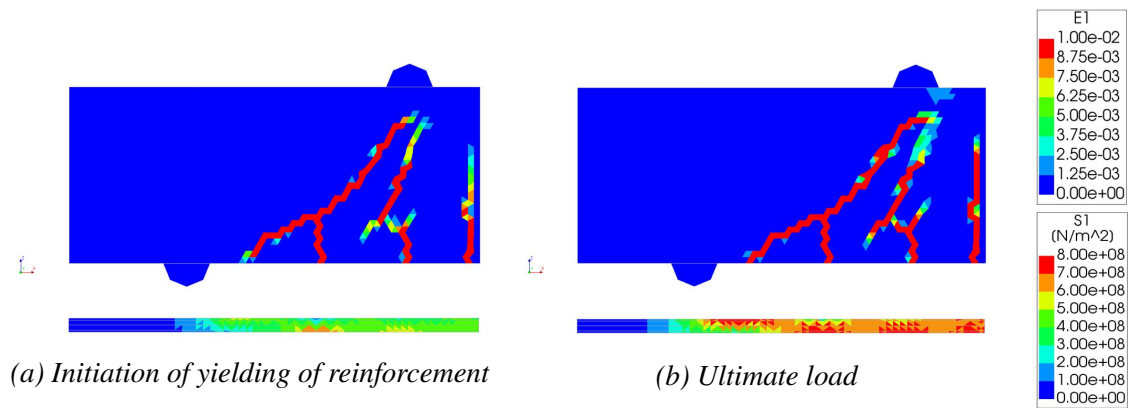 E1
1.00e-02
8.75e-03
7.50e-03
6.25e-03
5.00e-03
3.75e-03
2.50e-03
1.25e-03
0.00e+00
S1
(N/m^2)
8.00e+08
7.00e+08
6.00e+08
5.00e+08
4.00e+08
3.00e+08
2.00e+08
1.00e+08
0.00e+00
(a) Initiation of yielding of reinforcement
(b) Ultimate load